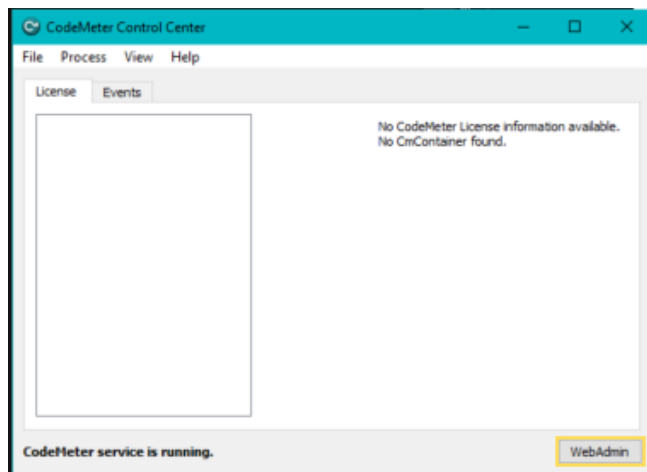 CodeMeter Control Center
File Process View Help
License Events
No CodeMeter License information available.
No CmContainer found.
CodeMeter service is running.
WebAdmin